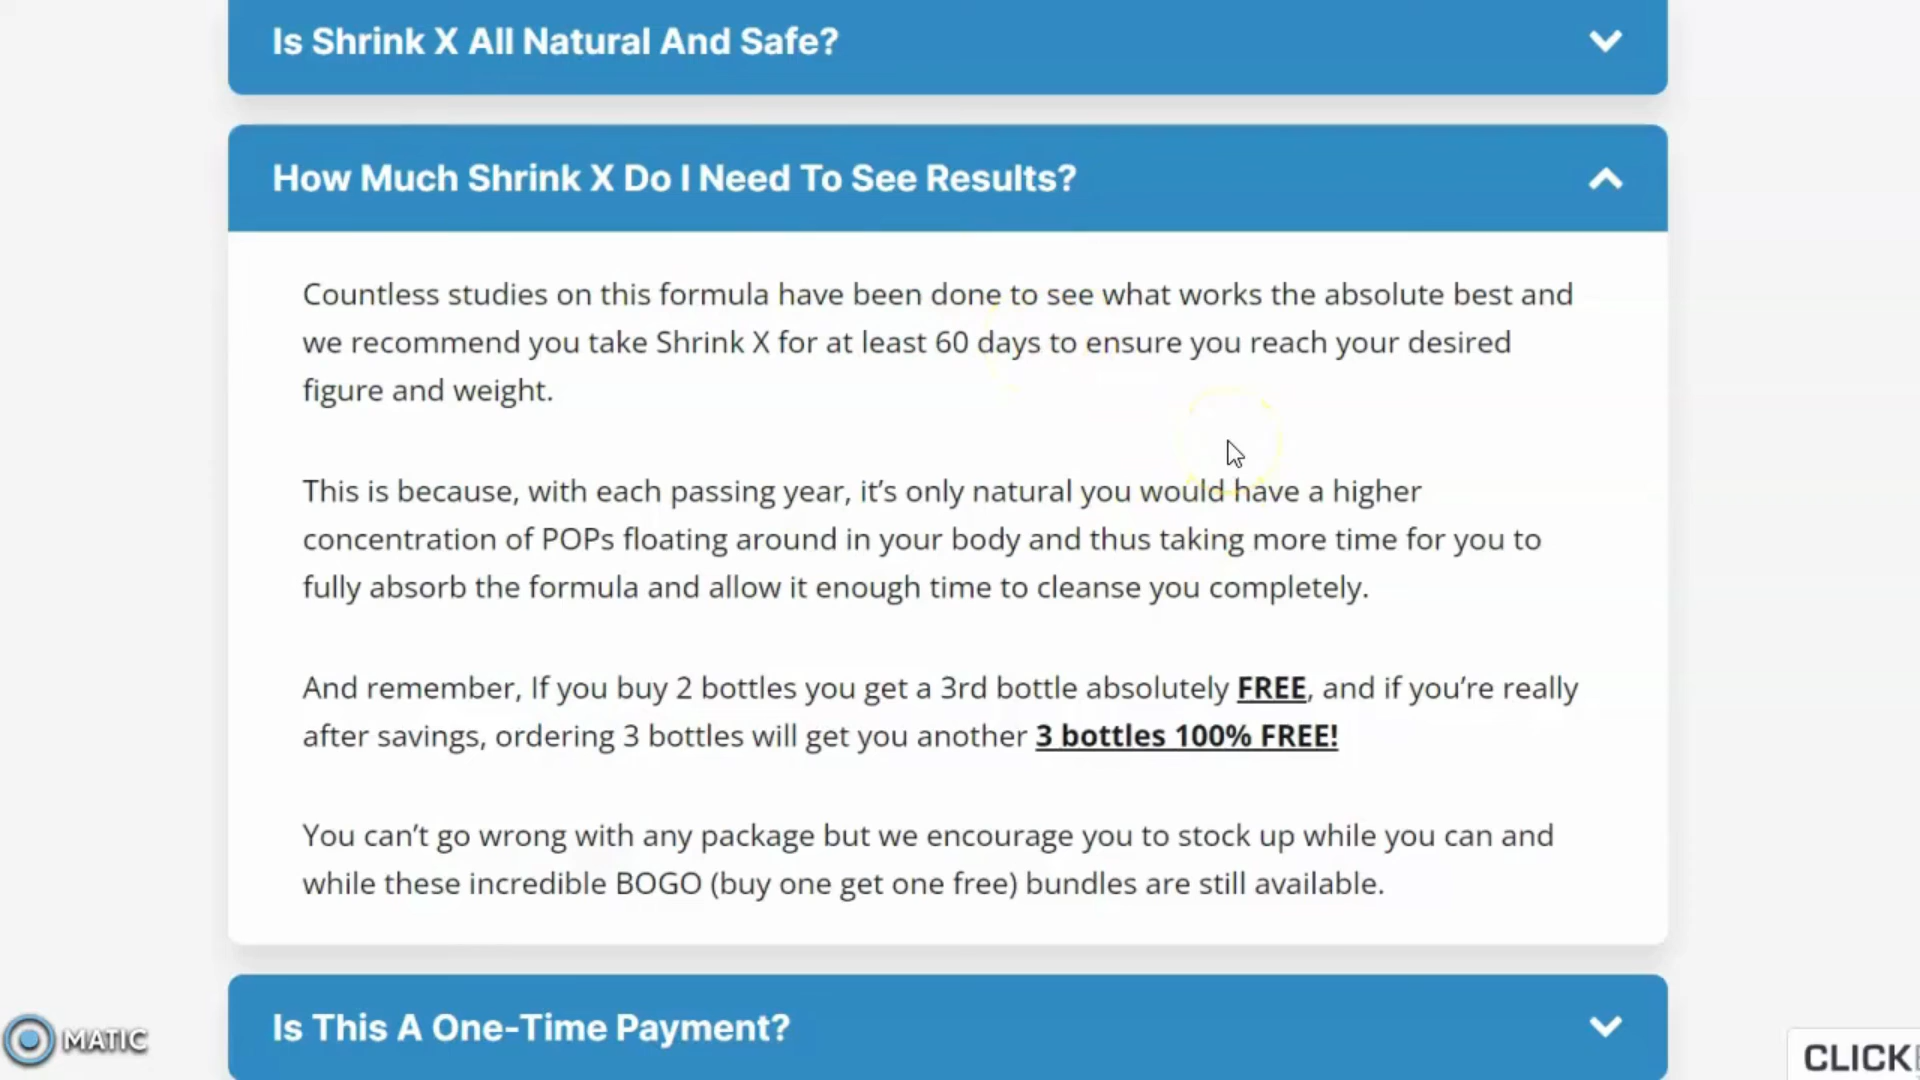 Is Shrink X All Natural And Safe?
How Much Shrink X Do I Need To See Results?
Countless studies on this formula have been done to see what works the absolute best and
we recommend you take Shrink X for at least 60 days to ensure you reach your desired
figure and weight.
This is because, with each passing year, it’s only natural you would have a higher
concentration of POPs floating around in your body and thus taking more time for you to
fully absorb the formula and allow it enough time to cleanse you completely.
And remember, If you buy 2 bottles you get a 3rd bottle absolutely FREE, and if you’re really
after savings, ordering 3 bottles will get you another 3 bottles 100% FREE!
You can’t go wrong with any package but we encourage you to stock up while you can and
while these incredible BOGO (buy one get one free) bundles are still available.
Is This A One-Time Payment?
MATIC
CLICK